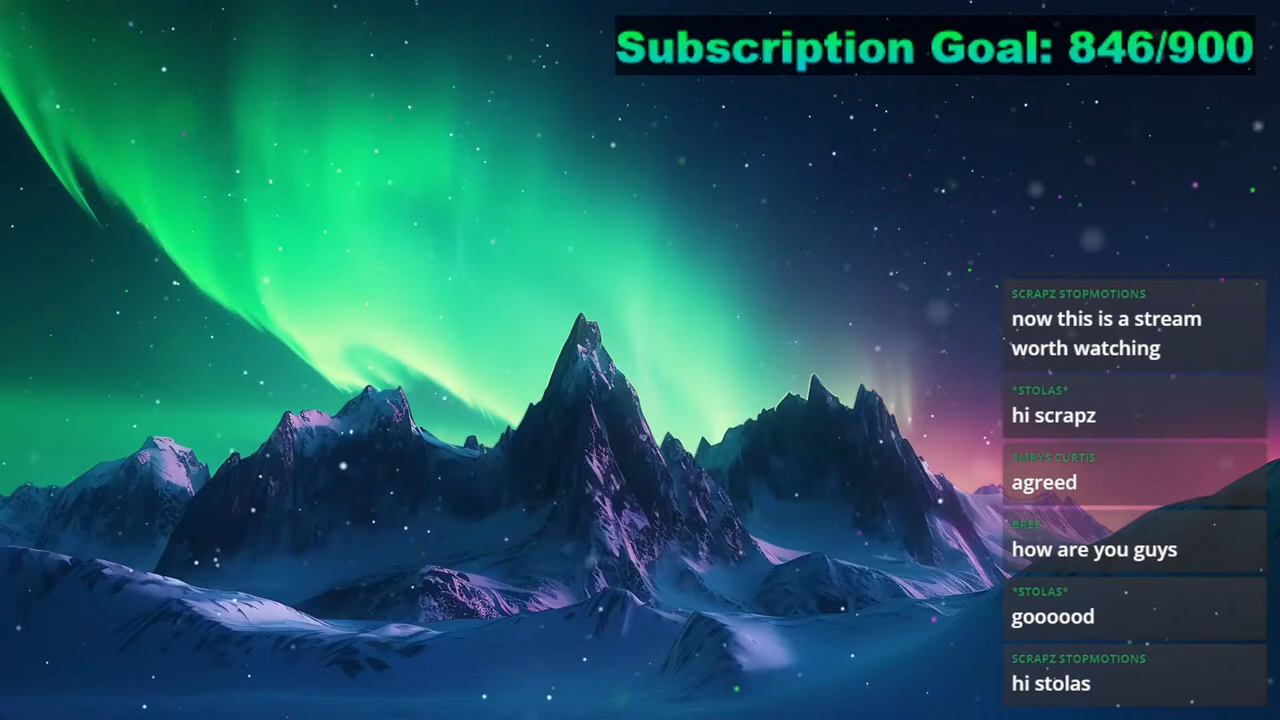 Subscription Goal: 846/900
SCRAPZ STOPMOTIONS
now this is a stream
worth watching
*STOLAS*
hi scrapz
EMRYS CURTIS
agreed
BREE
how are you guys
*STOLAS*
goooood
SCRAPZ STOPMOTIONS
hi stolas